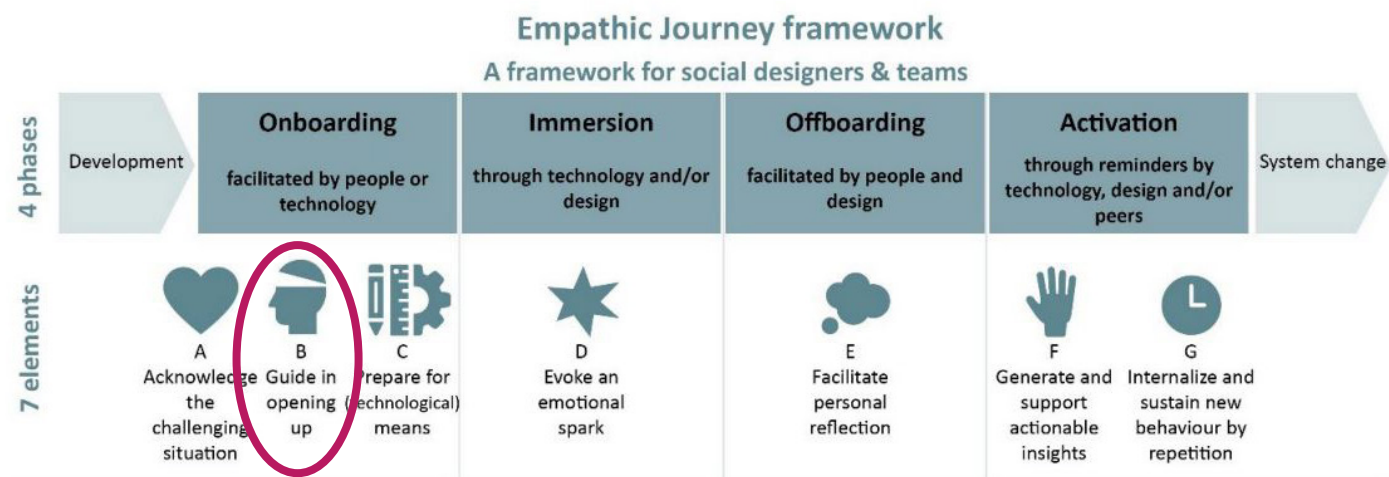 Empathic Journey framework
A framework for social designers & teams
4 phases
Development
Onboarding
facilitated by people or
technology
Immersion
through technology and/or
design
Offboarding
facilitated by people and
design
Activation
through reminders by
technology, design and/or
peers
System change
7 elements
A
Acknowledge
the
challenging
situation
B
Guide in
opening
up
C
Prepare for
(technological)
means
D
Evoke an
emotional
spark
E
Facilitate
personal
reflection
F
Generate and
support
actionable
insights
G
Internalize and
sustain new
behaviour by
repetition